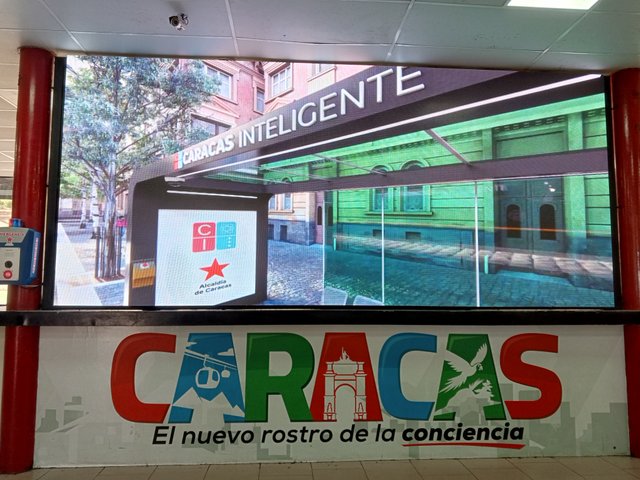 CARACAS INTELIGENTE
CI
Alcaldía
de Caracas
CARACAS
El nuevo rostro de la conciencia